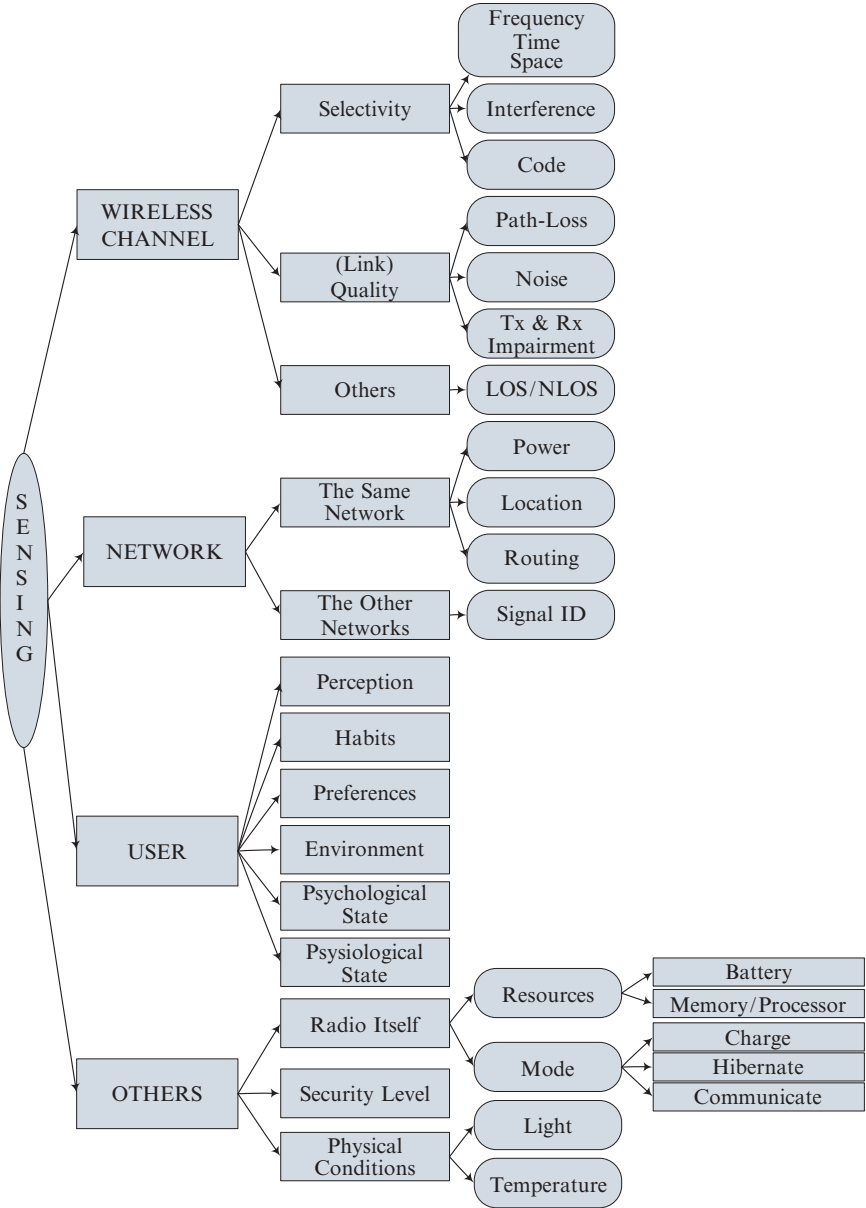 SENSING
WIRELESS
CHANNEL
Selectivity
Frequency
Time
Space
Interference
Code
(Link)
Quality
Path-Loss
Noise
Tx & Rx
Impairment
Others
LOS/NLOS
NETWORK
The Same
Network
Power
Location
Routing
The Other
Networks
Signal ID
USER
Perception
Habits
Preferences
Environment
Psychological
State
Psysiological
State
OTHERS
Radio Itself
Resources
Battery
Memory/Processor
Mode
Charge
Hibernate
Communicate
Security Level
Physical
Conditions
Light
Temperature